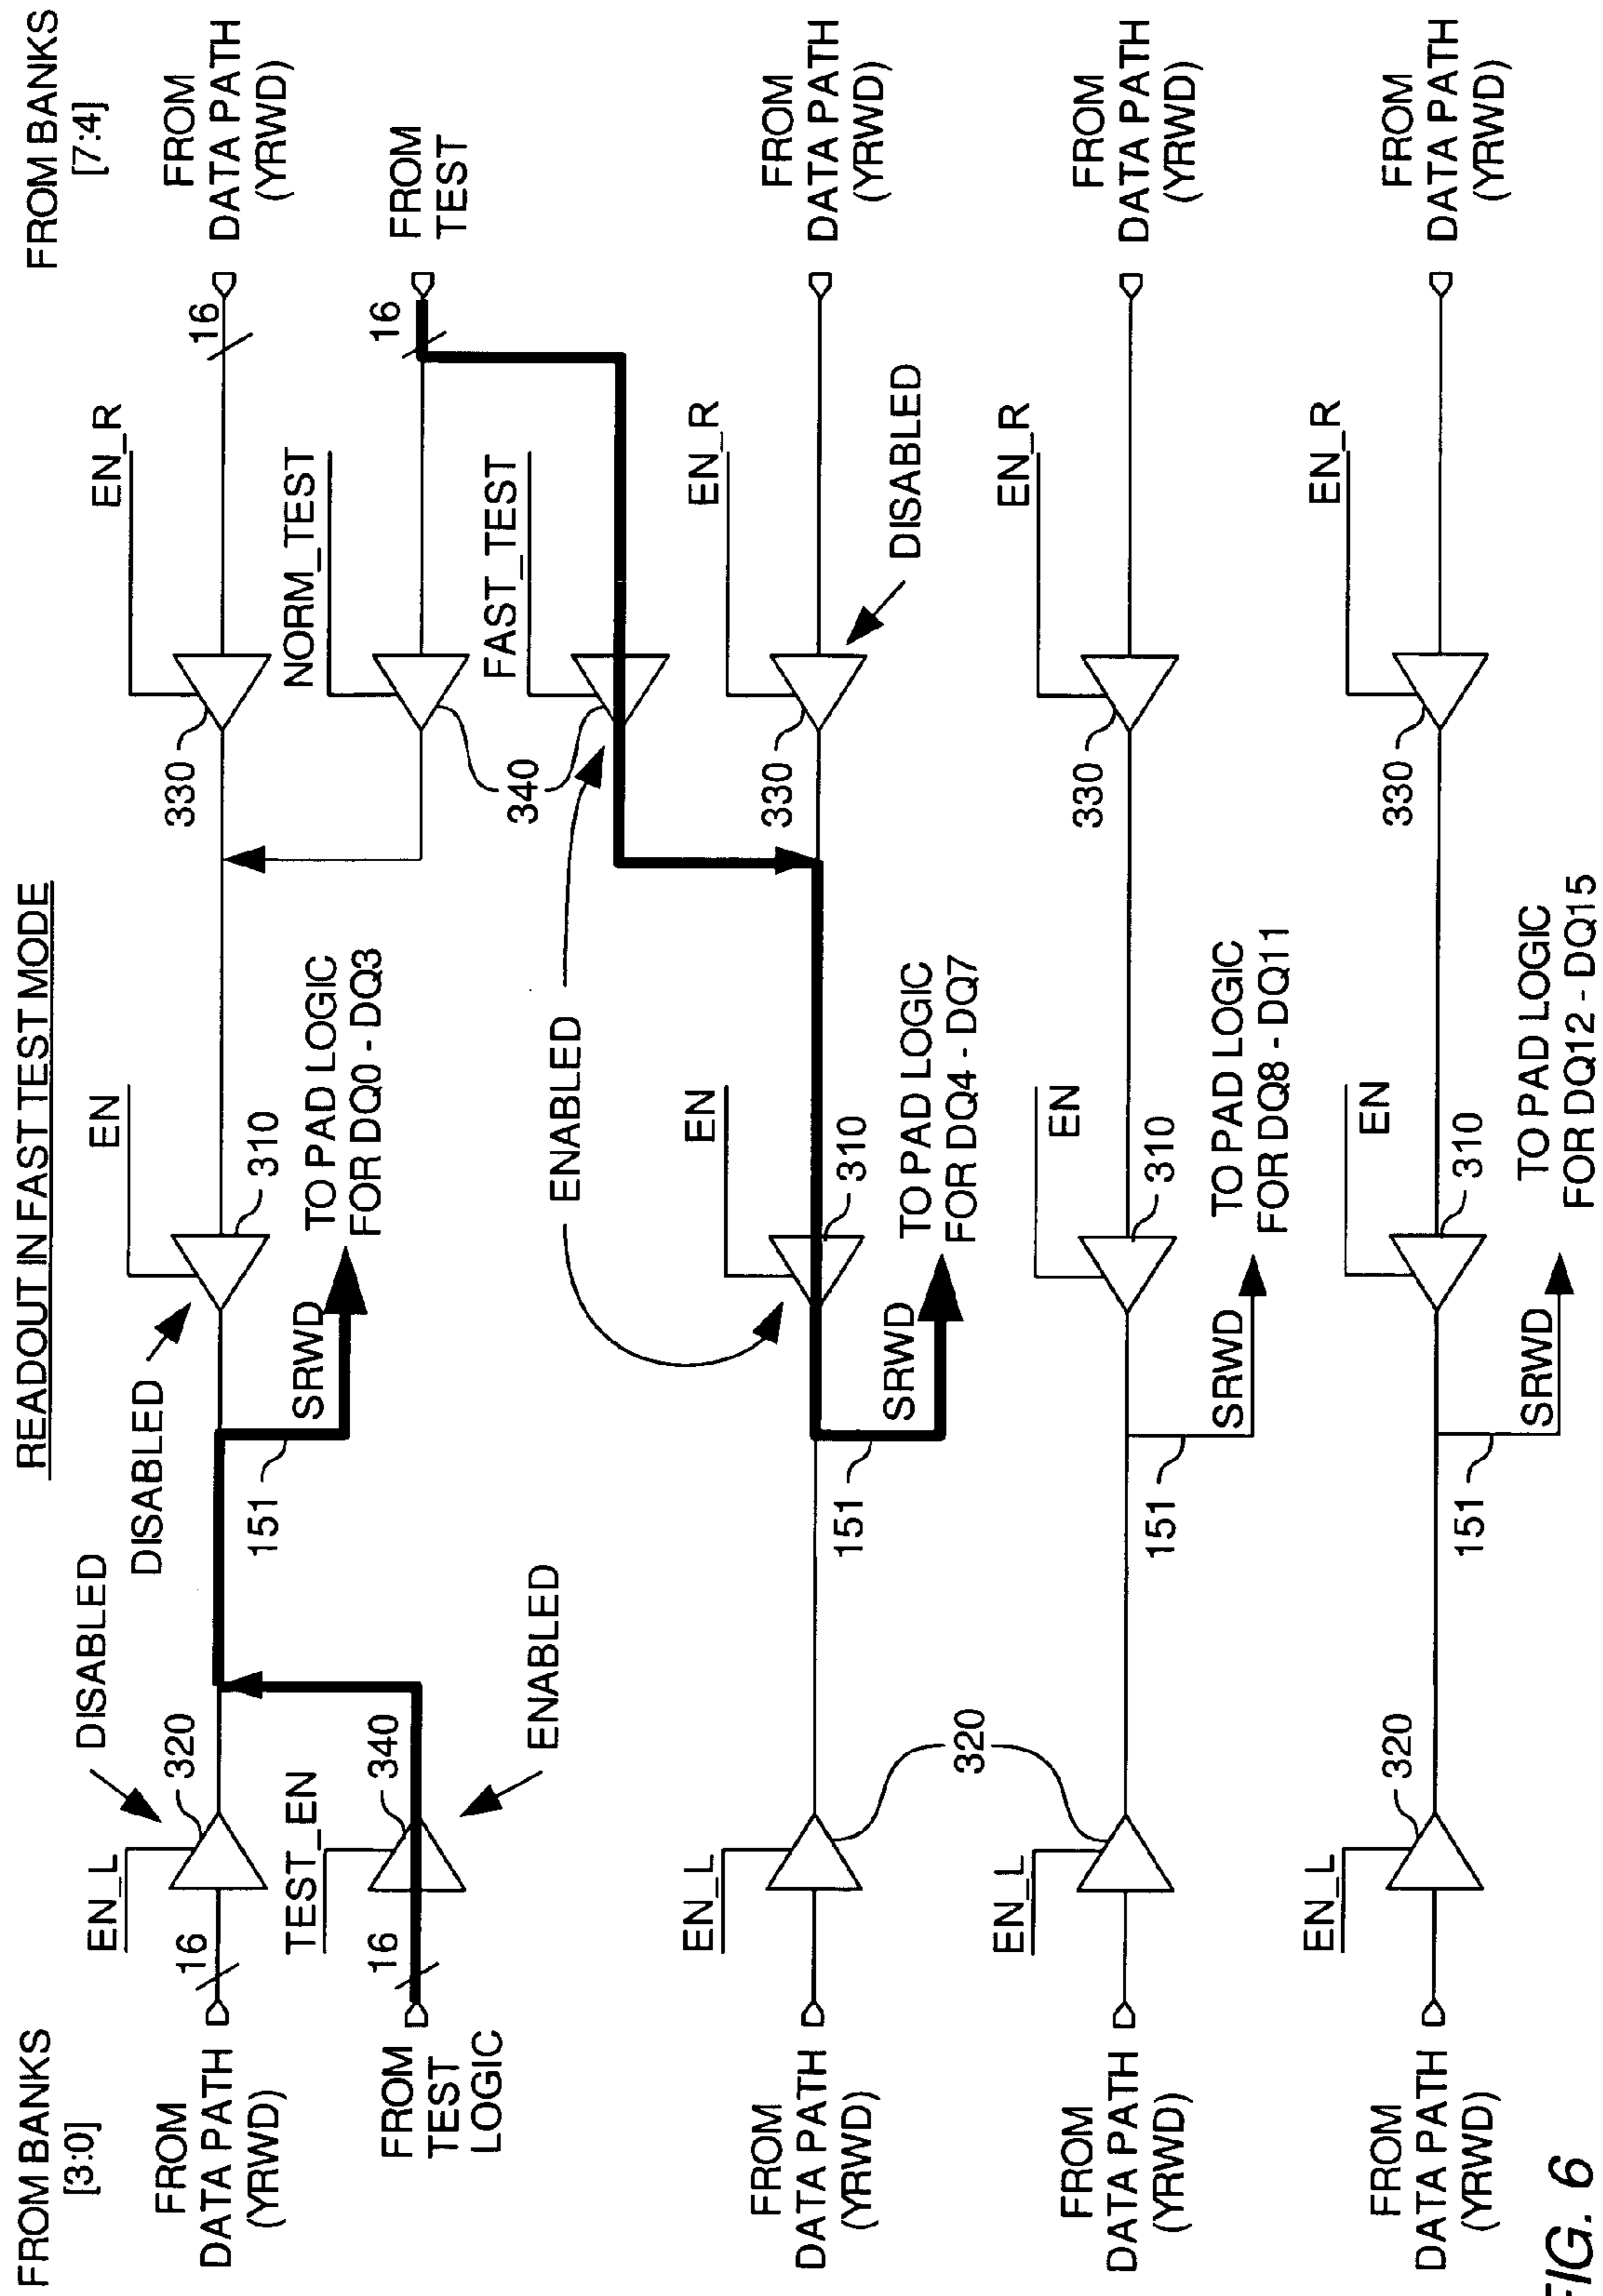 READOUT IN FAST TEST MODE
FROM BANKS
[3:0]
FROM BANKS
[7:4]
FROM
DATA PATH
(YRWD)
16
EN_L
320
DISABLED
DISABLED
EN
310
330
EN_R
16
FROM
DATA PATH
(YRWD)
151
SRWD
TO PAD LOGIC
FOR DQ0 - DQ3
FROM
TEST
LOGIC
16
TEST_EN
340
ENABLED
NORM_TEST
16
FROM
TEST
340
FAST_TEST
ENABLED
FROM
DATA PATH
(YRWD)
EN_L
EN
310
330
EN_R
DISABLED
FROM
DATA PATH
(YRWD)
151
SRWD
TO PAD LOGIC
FOR DQ4 - DQ7
320
FROM
DATA PATH
(YRWD)
EN_L
EN
310
330
EN_R
FROM
DATA PATH
(YRWD)
151
SRWD
TO PAD LOGIC
FOR DQ8 - DQ11
FROM
DATA PATH
(YRWD)
EN_L
320
EN
310
330
EN_R
FROM
DATA PATH
(YRWD)
151
SRWD
TO PAD LOGIC
FOR DQ12 - DQ15
FIG. 6